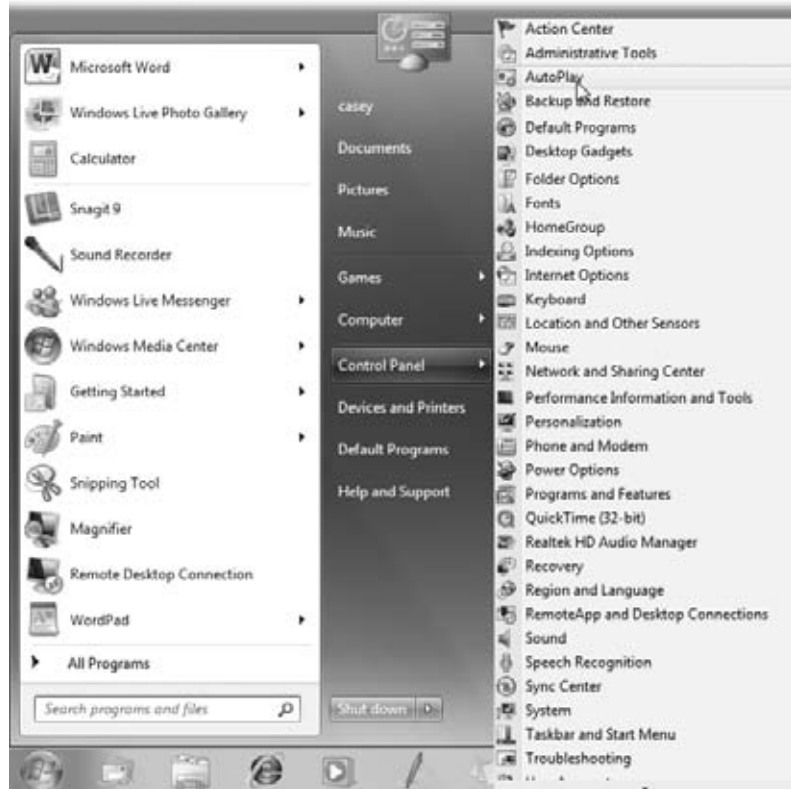 Microsoft Word
Windows Live Photo Gallery
Calculator
Snagit 9
Sound Recorder
Windows Live Messenger
Windows Media Center
Getting Started
Paint
Snipping Tool
Magnifier
Remote Desktop Connection
WordPad
All Programs
Search programs and files
casey
Documents
Pictures
Music
Games
Computer
Control Panel
Devices and Printers
Default Programs
Help and Support
Shut down
Action Center
Administrative Tools
AutoPlay
Backup and Restore
Default Programs
Desktop Gadgets
Folder Options
Fonts
HomeGroup
Indexing Options
Internet Options
Keyboard
Location and Other Sensors
Mouse
Network and Sharing Center
Performance Information and Tools
Personalization
Phone and Modem
Power Options
Programs and Features
QuickTime (32-bit)
Realtek HD Audio Manager
Recovery
Region and Language
RemoteApp and Desktop Connections
Sound
Speech Recognition
Sync Center
System
Taskbar and Start Menu
Troubleshooting